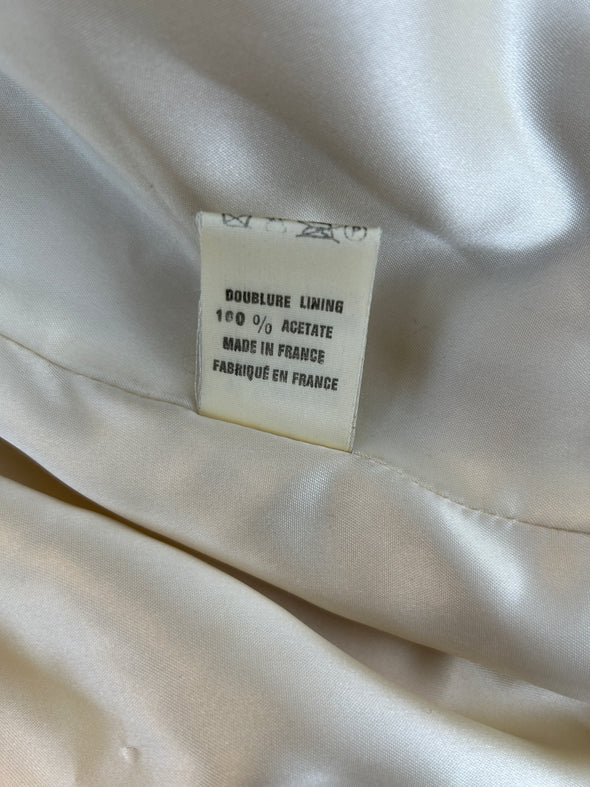 DOUBLURE LINING
100 % ACETATE
MADE IN FRANCE
FABRIQUÉ EN FRANCE